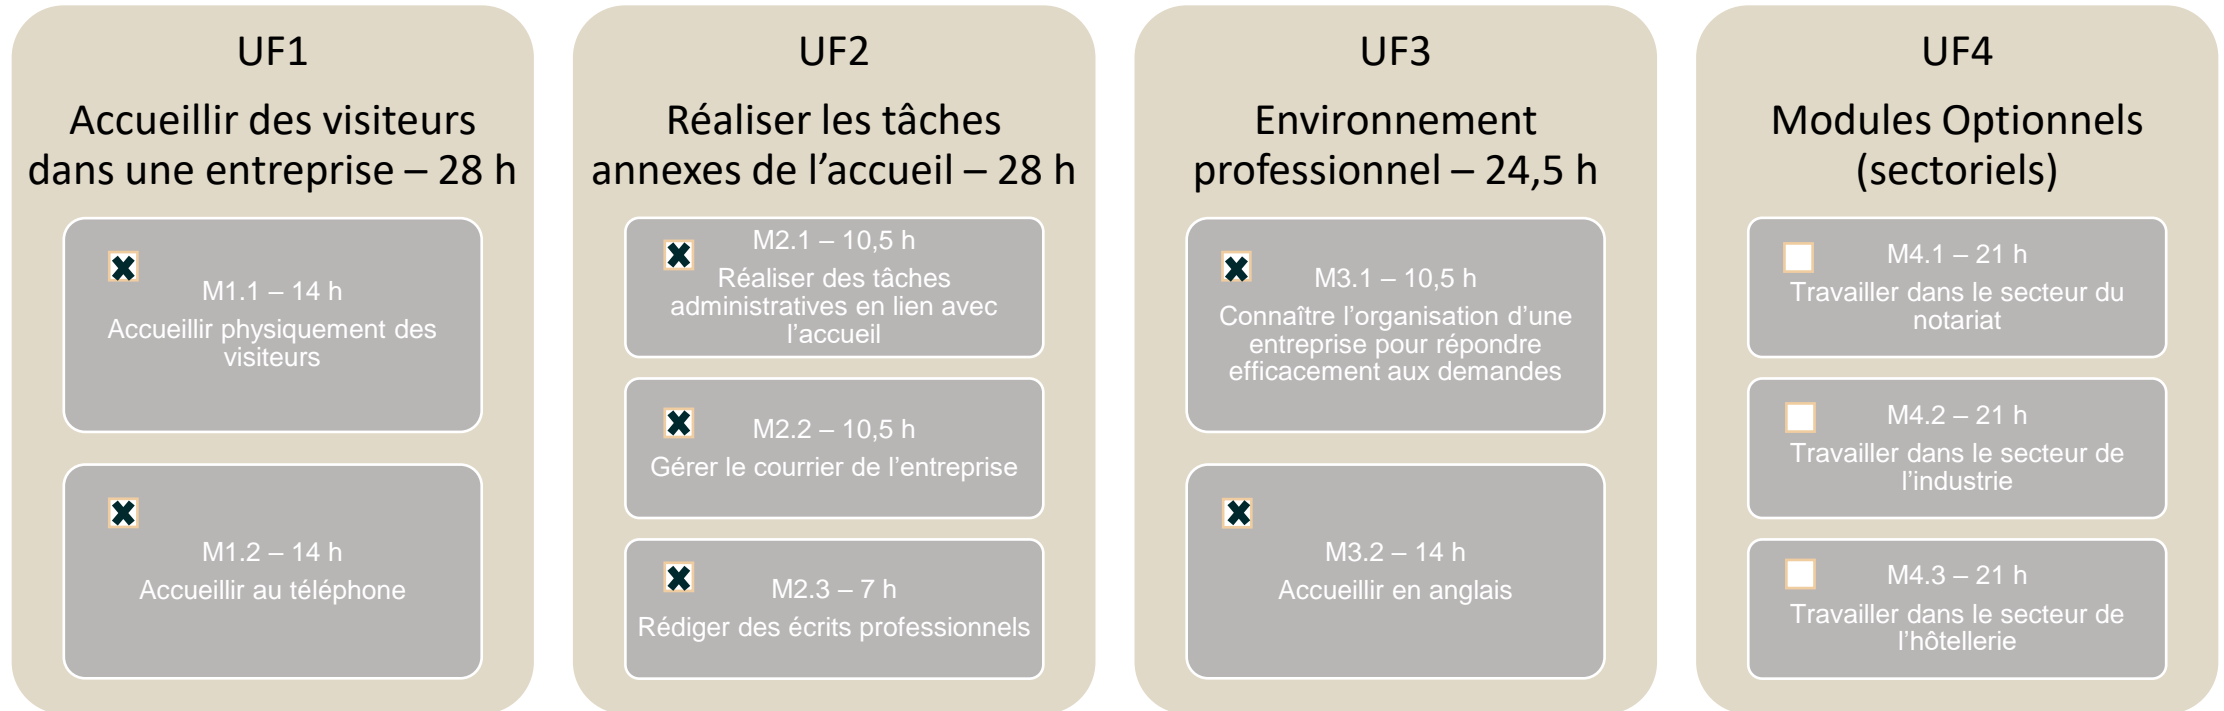 UF1
Accueillir des visiteurs
dans une entreprise – 28 h
M1.1 – 14 h
Accueillir physiquement des
visiteurs
M1.2 – 14 h
Accueillir au téléphone
UF2
Réaliser les tâches
annexes de l’accueil – 28 h
M2.1 – 10,5 h
Réaliser des tâches
administratives en lien avec
l’accueil
M2.2 – 10,5 h
Gérer le courrier de l’entreprise
M2.3 – 7 h
Rédiger des écrits professionnels
UF3
Environnement
professionnel – 24,5 h
M3.1 – 10,5 h
Connaître l’organisation d’une
entreprise pour répondre
efficacement aux demandes
M3.2 – 14 h
Accueillir en anglais
UF4
Modules Optionnels
(sectoriels)
M4.1 – 21 h
Travailler dans le secteur du
notariat
M4.2 – 21 h
Travailler dans le secteur de
l’industrie
M4.3 – 21 h
Travailler dans le secteur de
l’hôtellerie